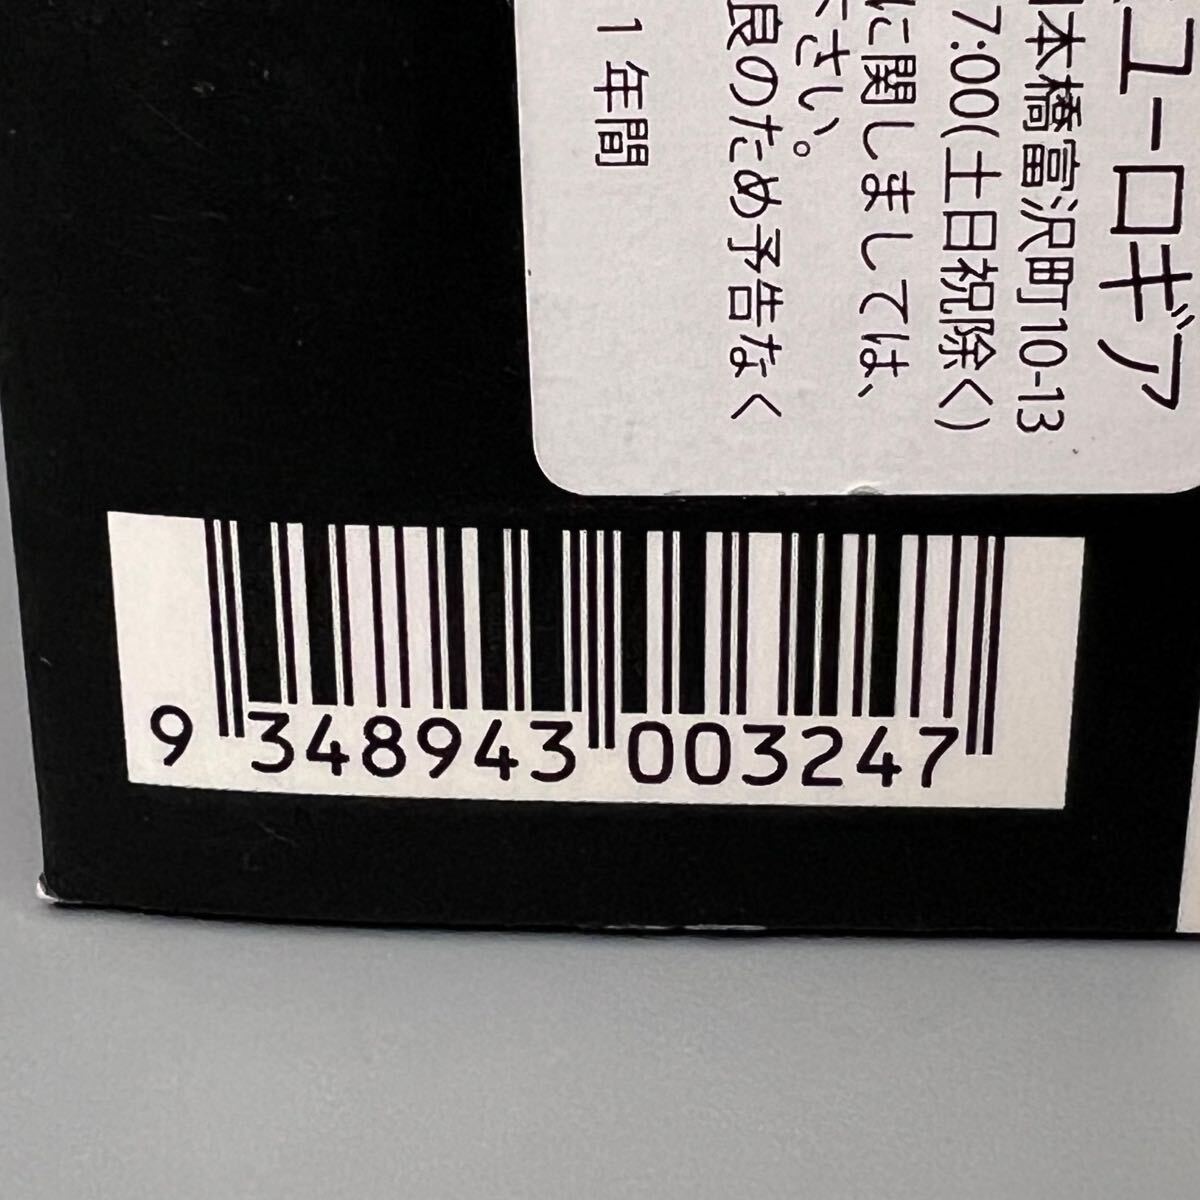 ユーロギア
本橋富沢町10-13
7:00(土日祝除く)
に関しましては、
さい。
良のため予告なく
1年間
9 348943 003247